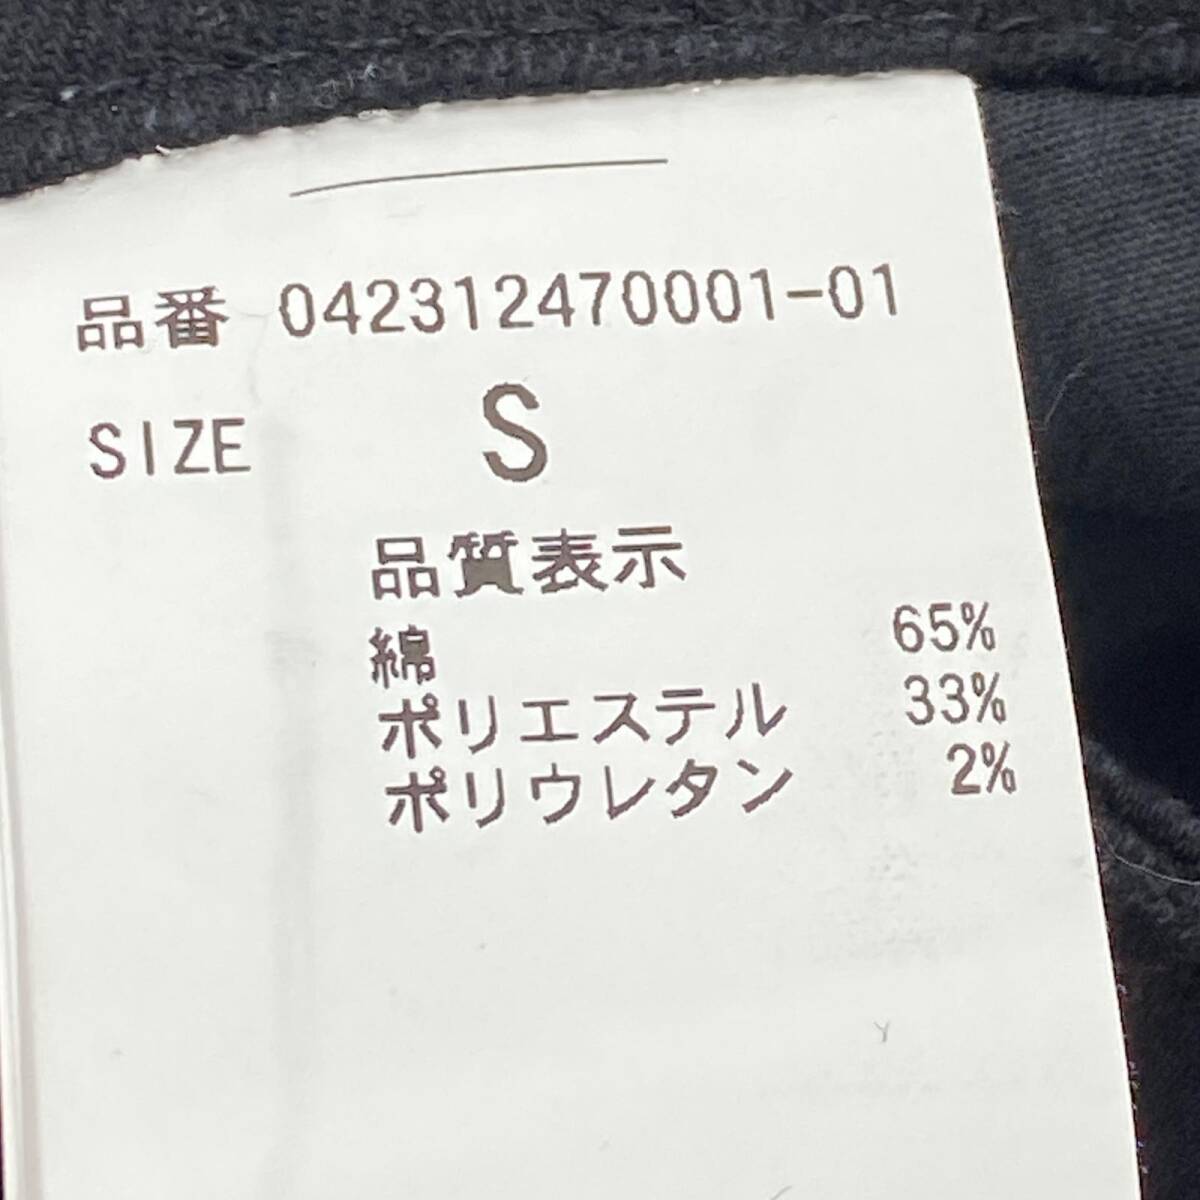 品番 042312470001-01
SIZE S
品質表示
綿 65%
ポリエステル 33%
ポリウレタン 2%